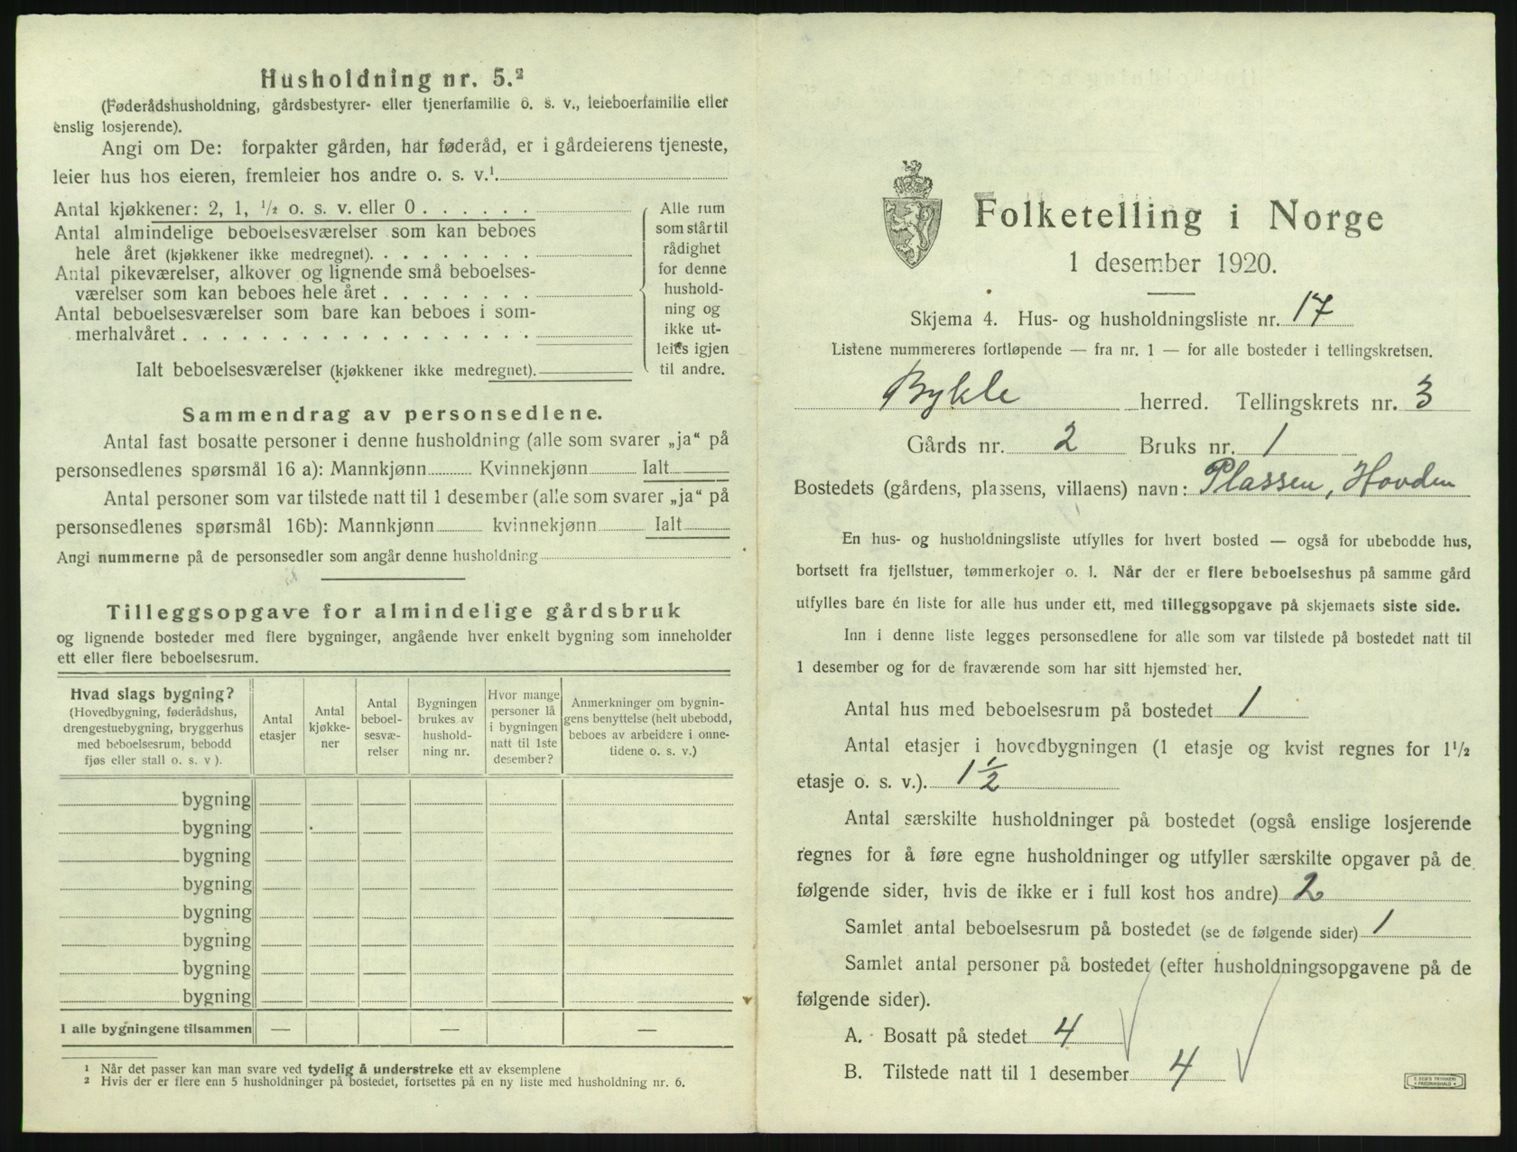 Husholdning nr. 5.²
(Føderådshusholdning, gårdsbestyrer- eller tjenerfamilie o. s. v., leieboerfamilie eller
enslig losjerende).
Angi om De: forpakter gården, har føderåd, er i gårdeierens tjeneste,
leier hus hos eieren, fremleier hos andre o. s. v.¹.
Antal kjøkkener: 2, 1, ¹/₂ o. s. v. eller 0 . . . . . .
Antal almindelige beboelsesværelser som kan beboes
hele året (kjøkkener ikke medregnet). . . . . . . . .
Antal pikeværelser, alkover og lignende små beboelses-
værelser som kan beboes hele året . . . . . . . .
Antal beboelsesværelser som bare kan beboes i som-
merhalvåret . . . . . . . . . . . . . . . . . .
Ialt beboelsesværelser (kjøkkener ikke medregnet).
Alle rum
som står til
rådighet
for denne
hushold-
ning og
ikke ut-
leies igjen
til andre.
Sammendrag av personsedlene.
Antal fast bosatte personer i denne husholdning (alle som svarer „ja“ på
personsedlenes spørsmål 16 a): Mannkjønn Kvinnekjønn Ialt
Antal personer som var tilstede natt til 1 desember (alle som svarer „ja“ på
personsedlenes spørsmål 16b): Mannkjønn kvinnekjønn Ialt
Angi nummerne på de personsedler som angår denne husholdning
Tilleggsopgave for almindelige gårdsbruk
og lignende bosteder med flere bygninger, angående hver enkelt bygning som inneholder
ett eller flere beboelsesrum.
Hvad slags bygning?
(Hovedbygning, føderådshus,
drengestuebygning, bryggerhus
med beboelsesrum, bebodd
fjøs eller stall o. s. v ).
Antal
etasjer
Antal
kjøkke-
ner
Antal
beboel-
sesvæ-
relser
Bygningen
brukes av
hushold-
ning nr.
Hvor mange
personer lå
i bygningen
natt til 1ste
desember?
Anmerkninger om bygnin-
gens benyttelse (helt ubebodd,
beboes av arbeidere i onne-
tidene o. s. v.)
bygning
bygning
bygning
bygning
bygning
bygning
bygning
bygning
I alle bygningene tilsammen — — —
¹ Når det passer kan man svare ved tydelig å understreke ett av eksemplene
² Hvis der er flere enn 5 husholdninger på bostedet, fortsettes på en ny liste med husholdning nr. 6.
Folketelling i Norge
1 desember 1920.
Skjema 4. Hus- og husholdningsliste nr. 17
Listene nummereres fortløpende — fra nr. 1 — for alle bosteder i tellingskretsen.
Bykle herred. Tellingskrets nr. 3
Gårds nr. 2 Bruks nr. 1
Bostedets (gårdens, plassens, villaens) navn: Plassen, Hovden
En hus- og husholdningsliste utfylles for hvert bosted — også for ubebodde hus,
bortsett fra fjellstuer, tømmerkojer o. l. Når der er flere beboelseshus på samme gård
utfylles bare én liste for alle hus under ett, med tilleggsopgave på skjemaets siste side.
Inn i denne liste legges personsedlene for alle som var tilstede på bostedet natt til
1 desember og for de fraværende som har sitt hjemsted her.
Antal hus med beboelsesrum på bostedet 1
Antal etasjer i hovedbygningen (1 etasje og kvist regnes for 1¹/₂
etasje o. s. v.). 1½
Antal særskilte husholdninger på bostedet (også enslige losjerende
regnes for å føre egne husholdninger og utfyller særskilte opgaver på de
følgende sider, hvis de ikke er i full kost hos andre) 2
Samlet antal beboelsesrum på bostedet (se de følgende sider) 1
Samlet antal personer på bostedet (efter husholdningsopgavene på de
følgende sider).
A. Bosatt på stedet 4
B. Tilstede natt til 1 desember 4